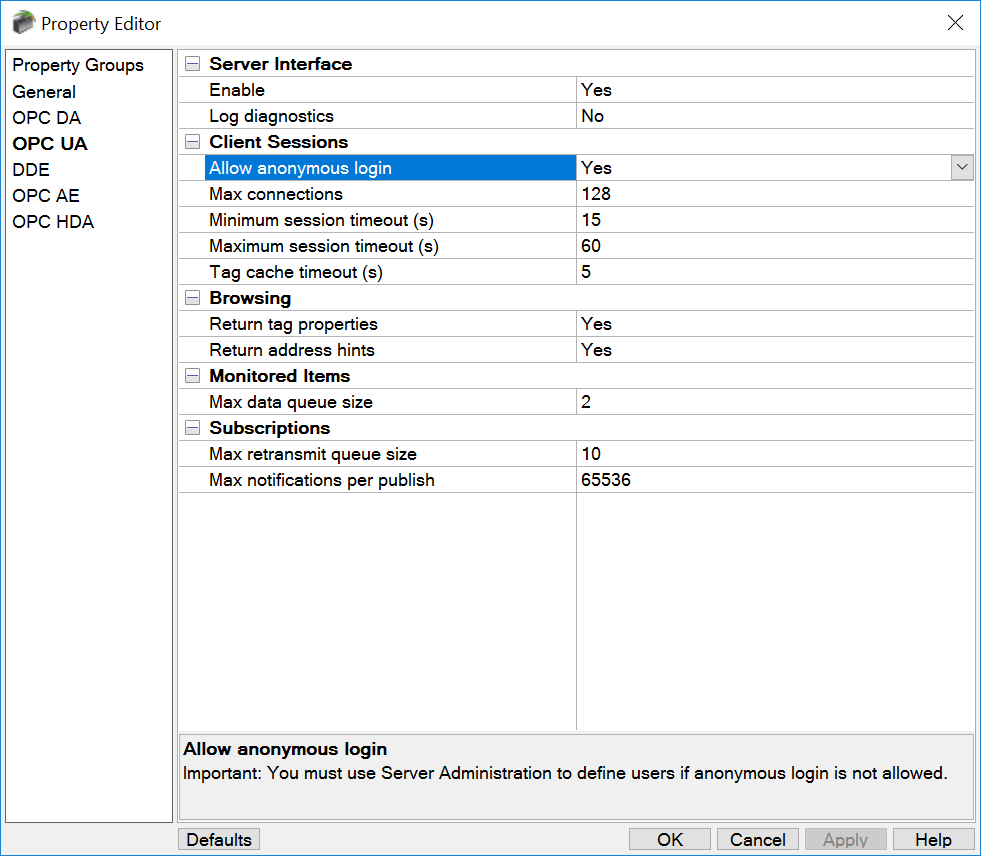 Property Editor
Property Groups
General
OPC DA
OPC UA
DDE
OPC AE
OPC HDA
Server Interface
Enable Yes
Log diagnostics No
Client Sessions
Allow anonymous login Yes
Max connections 128
Minimum session timeout (s) 15
Maximum session timeout (s) 60
Tag cache timeout (s) 5
Browsing
Return tag properties Yes
Return address hints Yes
Monitored Items
Max data queue size 2
Subscriptions
Max retransmit queue size 10
Max notifications per publish 65536
Allow anonymous login
Important: You must use Server Administration to define users if anonymous login is not allowed.
Defaults OK Cancel Apply Help